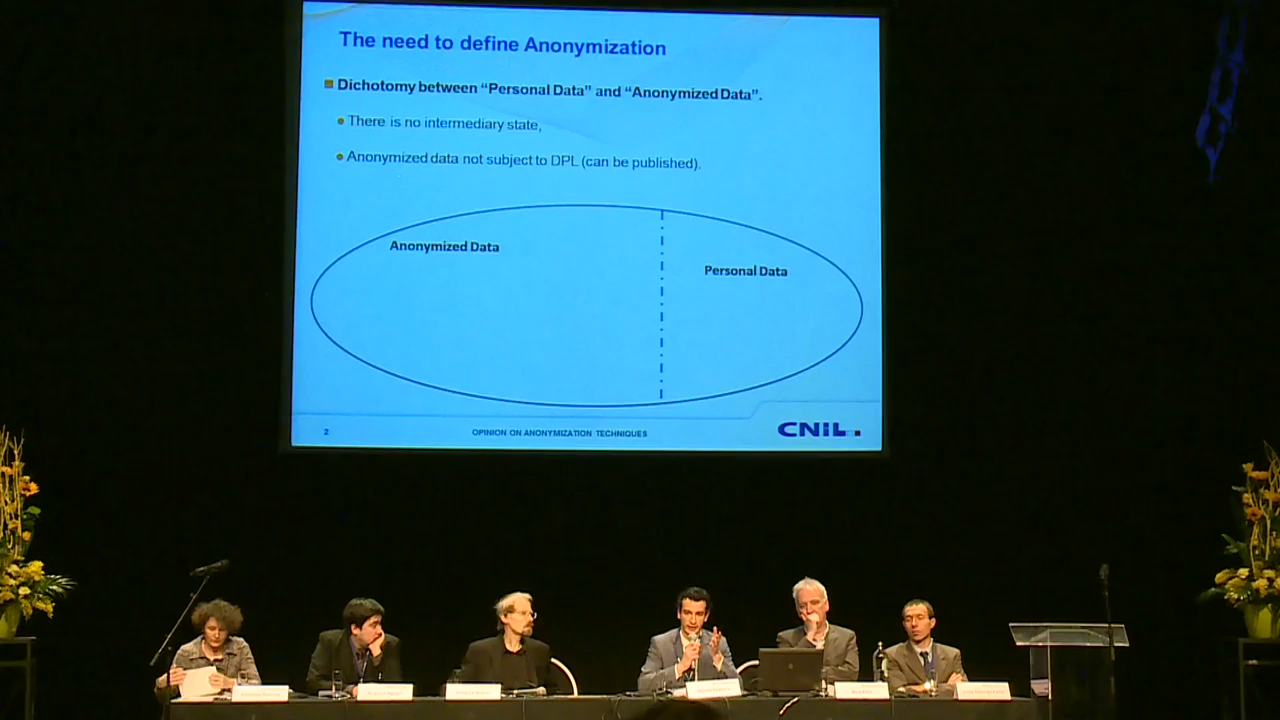 The need to define Anonymization
Dichotomy between “Personal Data” and “Anonymized Data”.
There is no intermediary state,
Anonymized data not subject to DPL (can be published).
Anonymized Data
Personal Data
2
OPINION ON ANONYMIZATION TECHNIQUES
CNIL